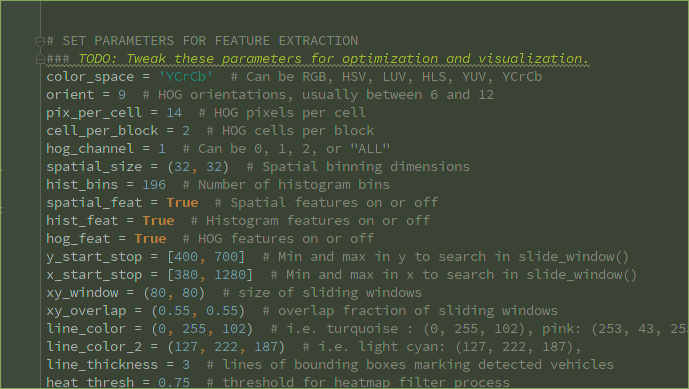 # SET PARAMETERS FOR FEATURE EXTRACTION
### TODO: Tweak these parameters for optimization and visualization.
color_space = 'YCrCb'  # Can be RGB, HSV, LUV, HLS, YUV, YCrCb
orient = 9  # HOG orientations, usually between 6 and 12
pix_per_cell = 14  # HOG pixels per cell
cell_per_block = 2  # HOG cells per block
hog_channel = 1  # Can be 0, 1, 2, or "ALL"
spatial_size = (32, 32)  # Spatial binning dimensions
hist_bins = 196  # Number of histogram bins
spatial_feat = True  # Spatial features on or off
hist_feat = True  # Histogram features on or off
hog_feat = True  # HOG features on or off
y_start_stop = [400, 700]  # Min and max in y to search in slide_window()
x_start_stop = [380, 1280]  # Min and max in x to search in slide_window()
xy_window = (80, 80)  # size of sliding windows
xy_overlap = (0.55, 0.55)  # overlap fraction of sliding windows
line_color = (0, 255, 102)  # i.e. turquoise : (0, 255, 102), pink: (253, 43, 255
line_color_2 = (127, 222, 187)  # i.e. light cyan: (127, 222, 187),
line_thickness = 3  # lines of bounding boxes marking detected vehicles
heat_thresh = 0.75  # threshold for heatmap filter process